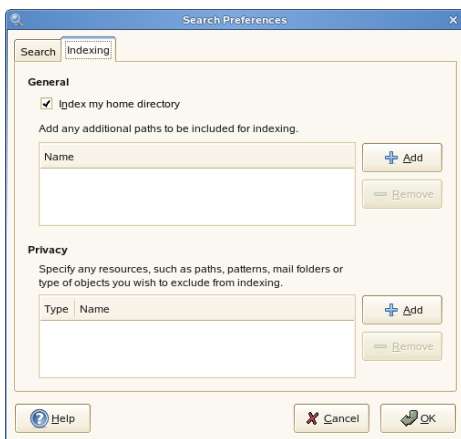 Search Preferences
Search Indexing
General
Index my home directory
Add any additional paths to be included for indexing.
Name
Add
Remove
Privacy
Specify any resources, such as paths, patterns, mail folders or
type of objects you wish to exclude from indexing.
Type Name
Add
Remove
Help Cancel OK